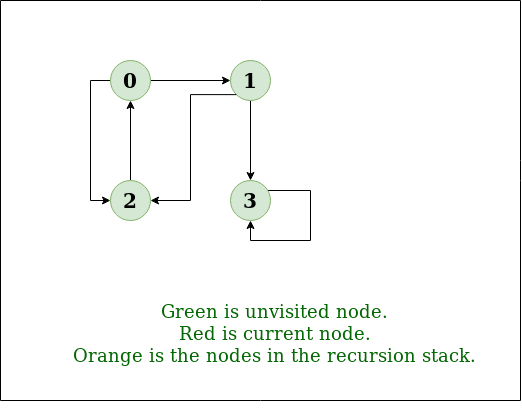 0 1
2 3
Green is unvisited node.
Red is current node.
Orange is the nodes in the recursion stack.